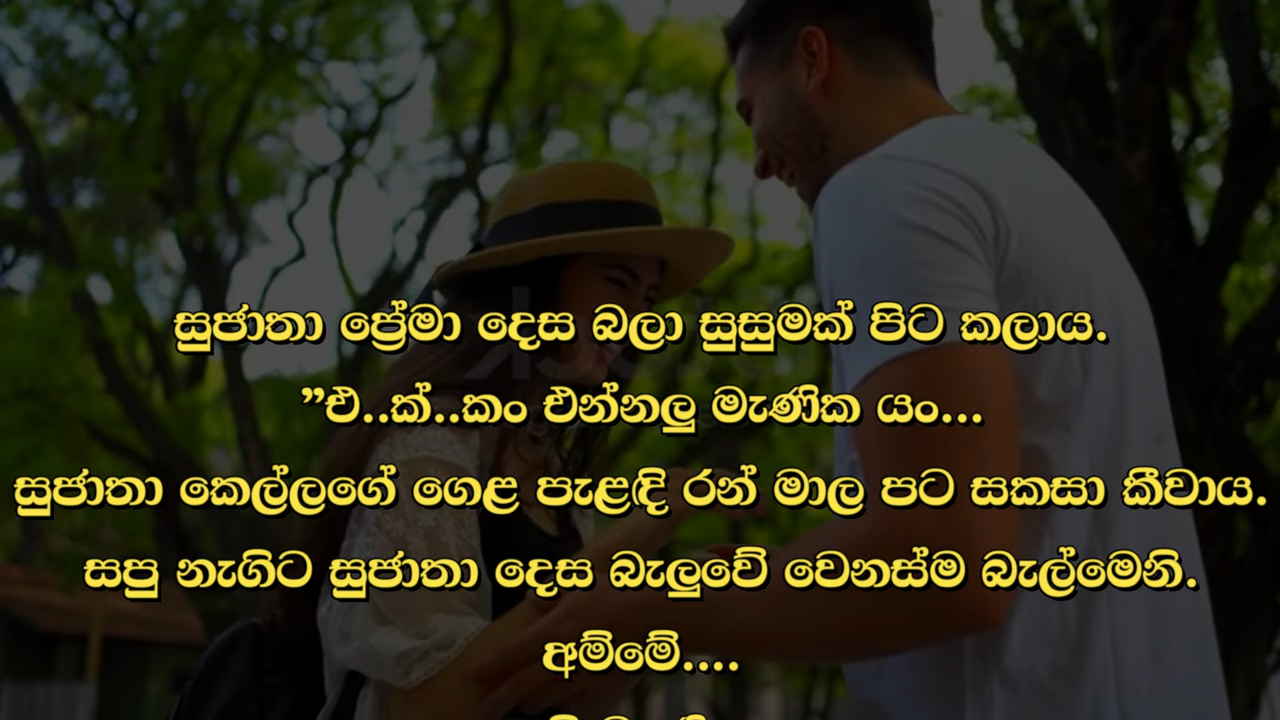 සුජාතා ප්‍රේමා දෙස බලා සුසුමක් පිට කලාය.
”එ..ක්..කං එන්නලු මැණික යං...
සුජාතා කෙල්ලගේ ගෙළ පැළඳි රන් මාල පට සකසා කීවාය.
සපු නැගිට සුජාතා දෙස බැලුවේ වෙනස්ම බැල්මෙනි.
අම්මේ....